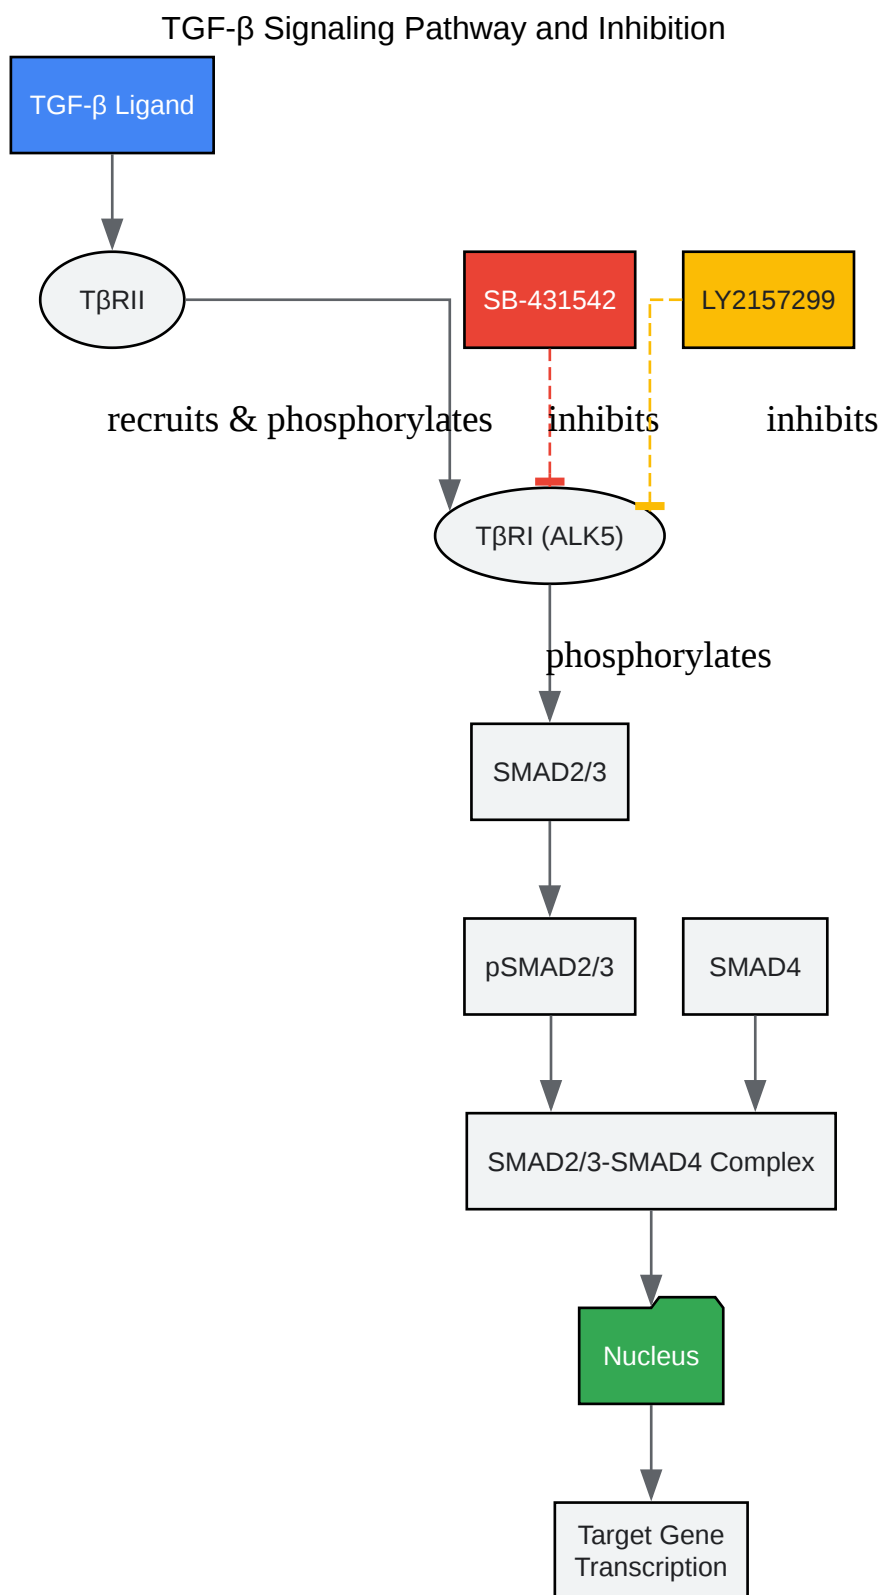 TGF-β Signaling Pathway and Inhibition
TGF-β Ligand
TβRII
SB-431542
LY2157299
recruits & phosphorylates
inhibits
inhibits
TβRI (ALK5)
phosphorylates
SMAD2/3
pSMAD2/3
SMAD4
SMAD2/3-SMAD4 Complex
Nucleus
Target Gene
Transcription